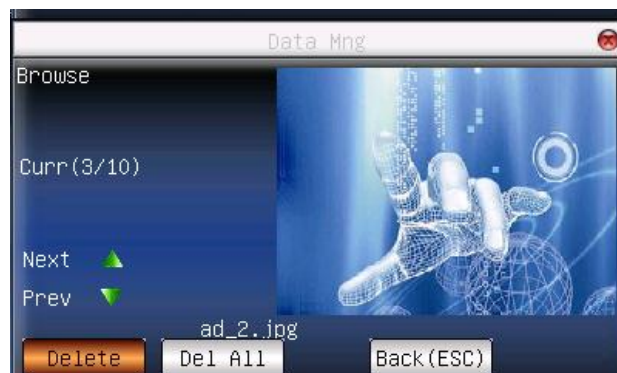 Data Mng
Browse
Curr(3/10)
Next
Prev
ad_2.jpg
Delete
Del All
Back(ESC)